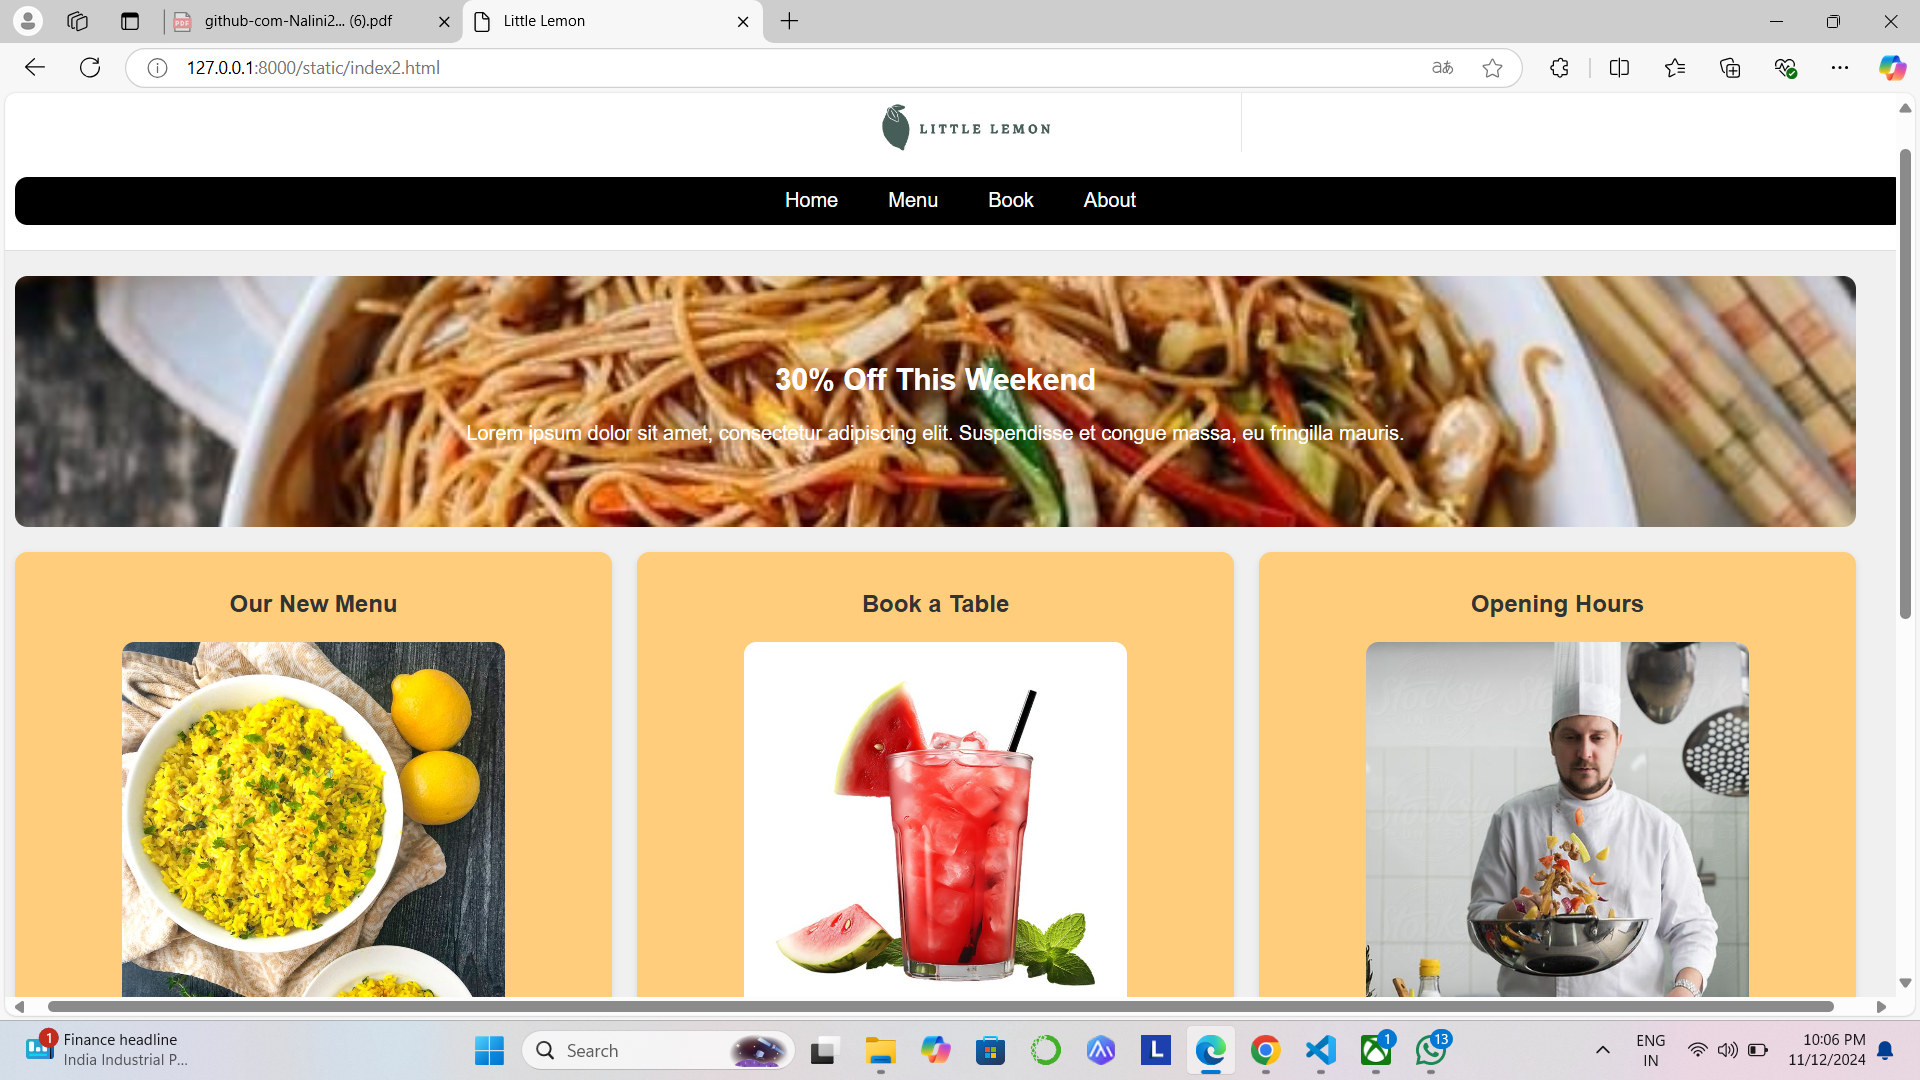 github-com-Nalini2... (6).pdf
Little Lemon
127.0.0.1:8000/static/index2.html
LITTLE LEMON
Home Menu Book About
30% Off This Weekend
Lorem ipsum dolor sit amet, consectetur adipiscing elit. Suspendisse et congue massa, eu fringilla mauris.
Our New Menu
Book a Table
Opening Hours
1
Finance headline
India Industrial P...
Search
L
1
13
ENG
IN
10:06 PM
11/12/2024